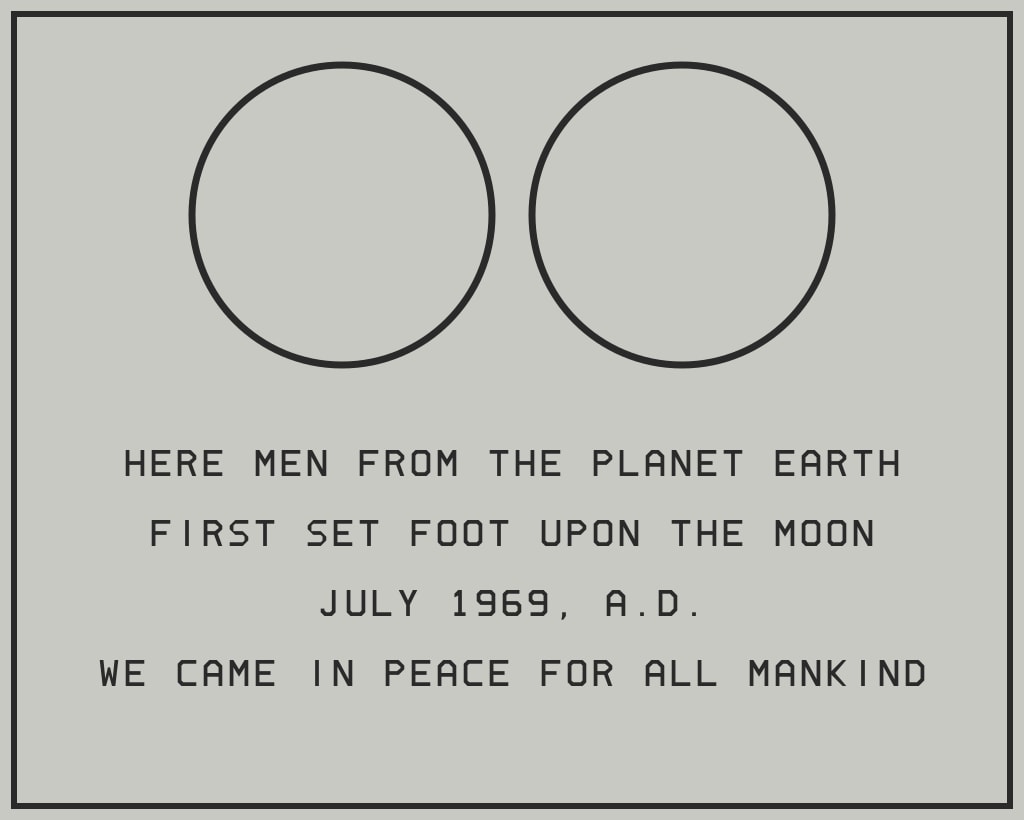 HERE MEN FROM THE PLANET EARTH
FIRST SET FOOT UPON THE MOON
JULY 1969, A.D.
WE CAME IN PEACE FOR ALL MANKIND